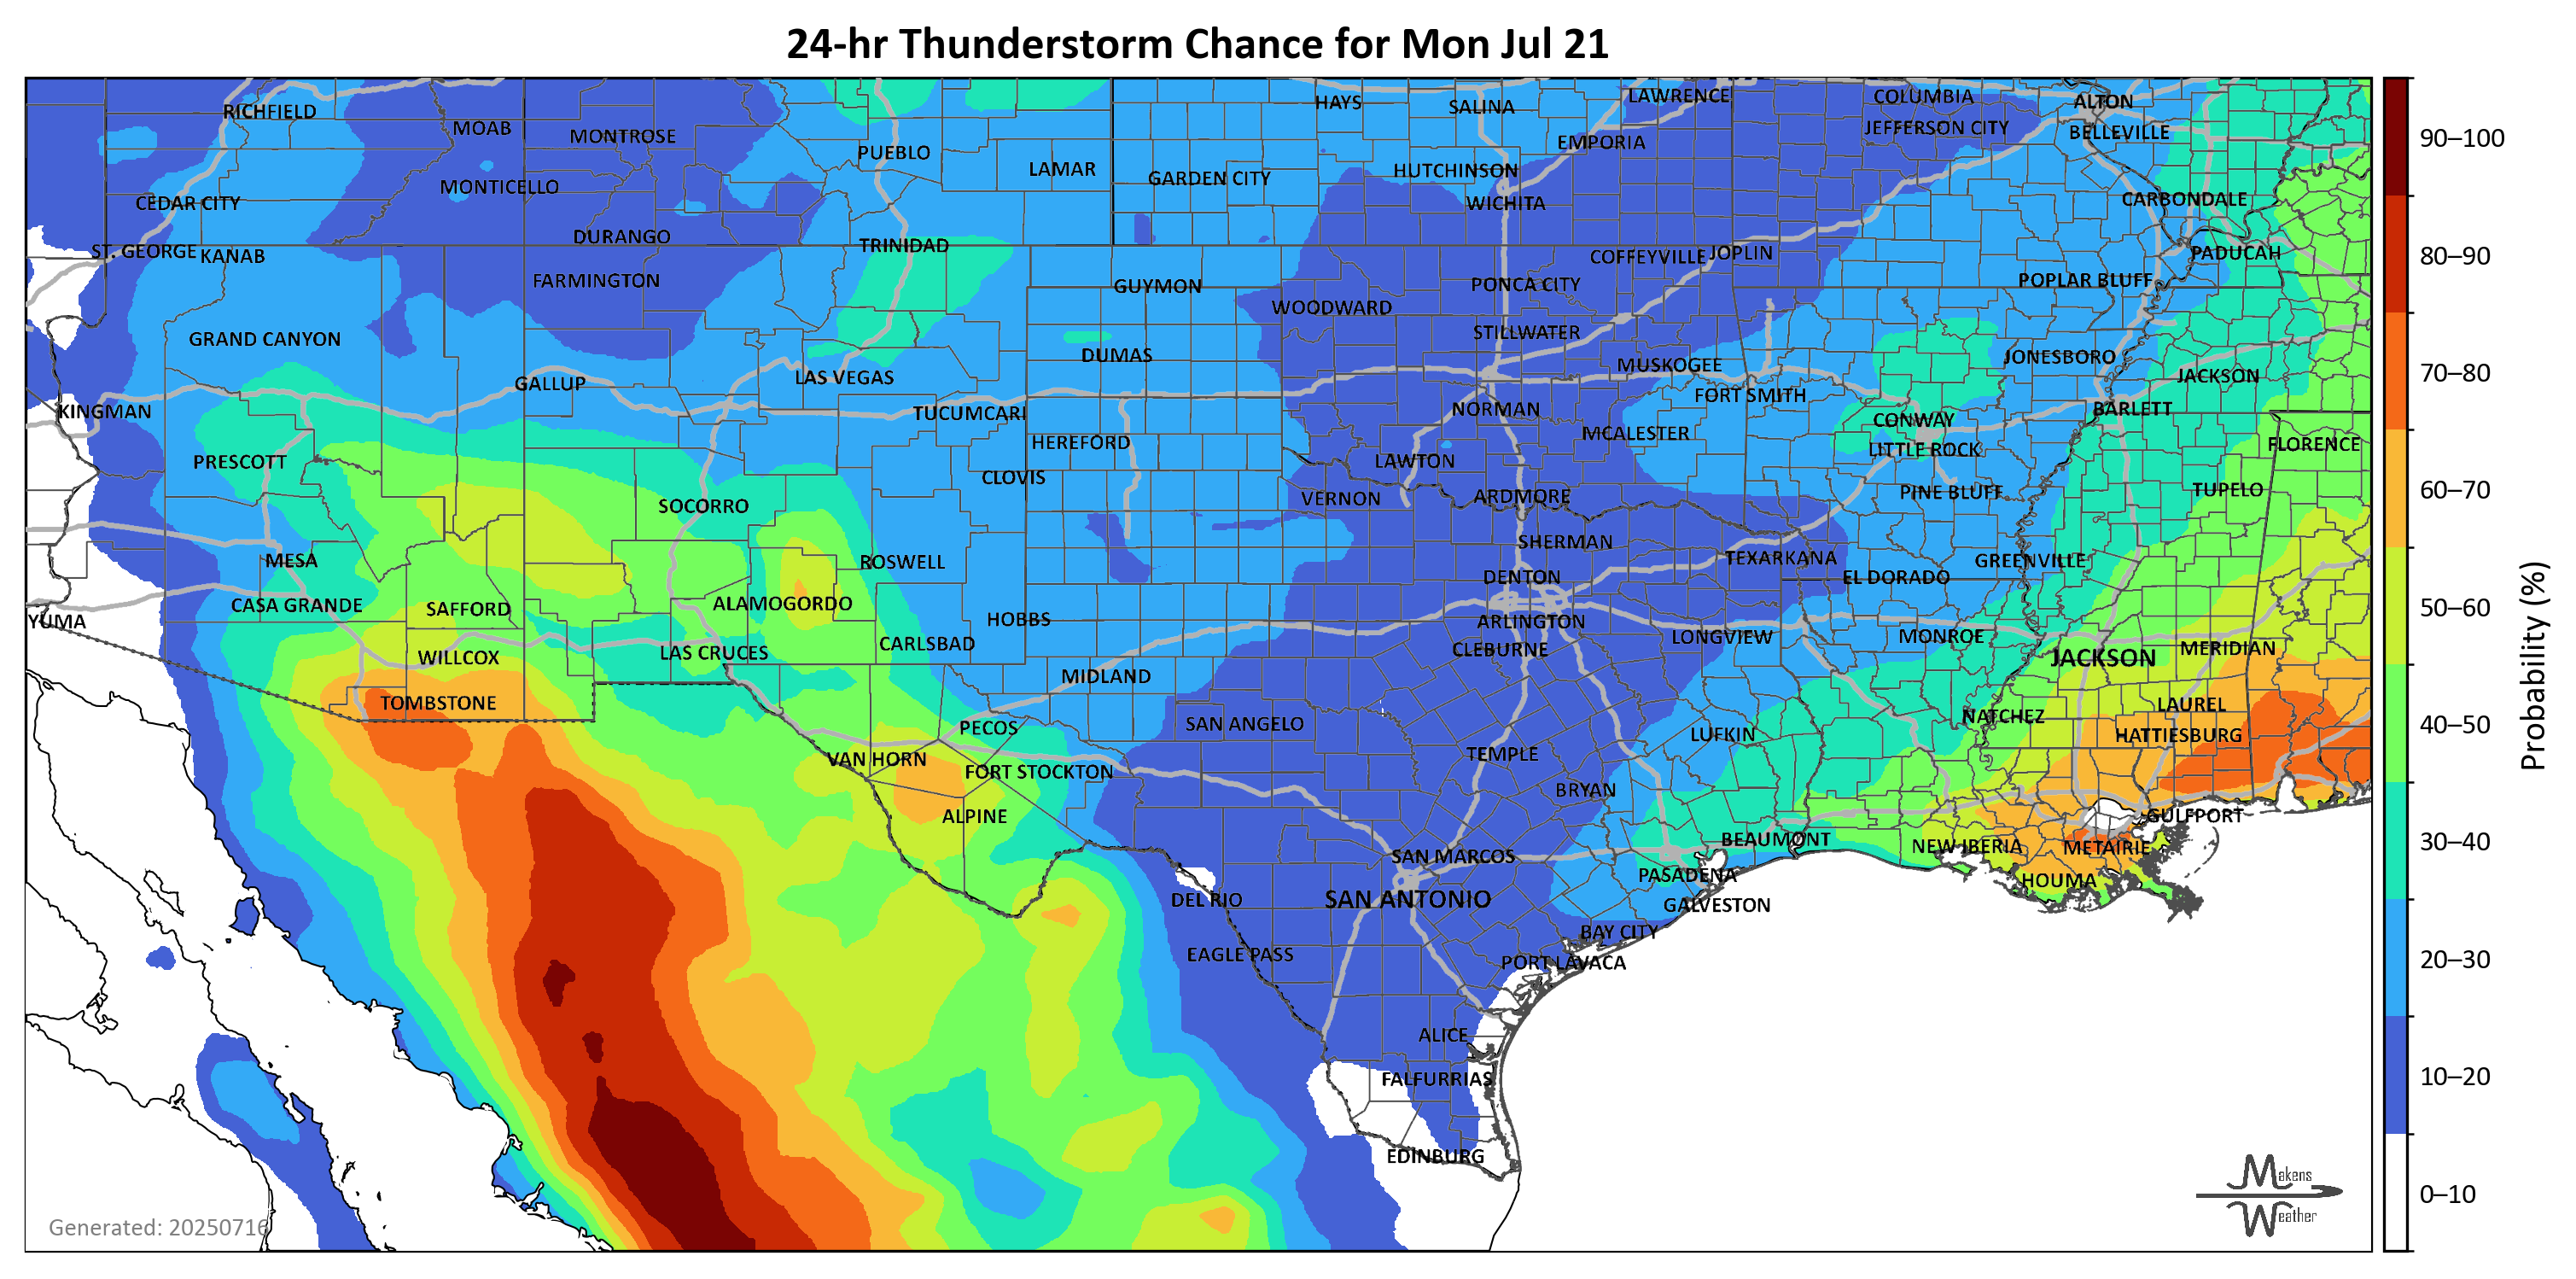 24-hr Thunderstorm Chance for Mon Jul 21
RICHFIELD
MOAB
MONTROSE
PUEBLO
LAMAR
HAYS
SALINA
LAWRENCE
COLUMBIA
ALTON
EMPORIA
JEFFERSON CITY
BELLEVILLE
MONTICELLO
GARDEN CITY
HUTCHINSON
CEDAR CITY
WICHITA
CARBONDALE
DURANGO
TRINIDAD
ST. GEORGE
KANAB
COFFEYVILLE
JOPLIN
PADUCAH
FARMINGTON
GUYMON
PONCA CITY
POPLAR BLUFF
WOODWARD
GRAND CANYON
STILLWATER
DUMAS
MUSKOGEE
JONESBORO
GALLUP
LAS VEGAS
FORT SMITH
JACKSON
KINGMAN
TUCUMCARI
NORMAN
BARLETT
CONWAY
PRESCOTT
HEREFORD
MCALESTER
LITTLE ROCK
FLORENCE
CLOVIS
LAWTON
SOCORRO
VERNON
ARDMORE
PINE BLUFF
TUPELO
MESA
ROSWELL
SHERMAN
TEXARKANA
GREENVILLE
CASA GRANDE
SAFFORD
ALAMOGORDO
DENTON
EL DORADO
YUMA
HOBBS
ARLINGTON
WILLCOX
LAS CRUCES
CARLSBAD
CLEBURNE
LONGVIEW
MONROE
JACKSON
MERIDIAN
TOMBSTONE
MIDLAND
PECOS
SAN ANGELO
LUFKIN
NATCHEZ
LAUREL
VAN HORN
FORT STOCKTON
TEMPLE
HATTIESBURG
ALPINE
BRYAN
GULFPORT
SAN MARCOS
BEAUMONT
NEW IBERIA
METAIRIE
DEL RIO
SAN ANTONIO
PASADENA
HOUMA
GALVESTON
EAGLE PASS
BAY CITY
PORT LAVACA
ALICE
FALFURRIAS
EDINBURG
Generated: 20250716
Makens
Weather
90–100
80–90
70–80
60–70
50–60
40–50
30–40
20–30
10–20
0–10
Probability (%)